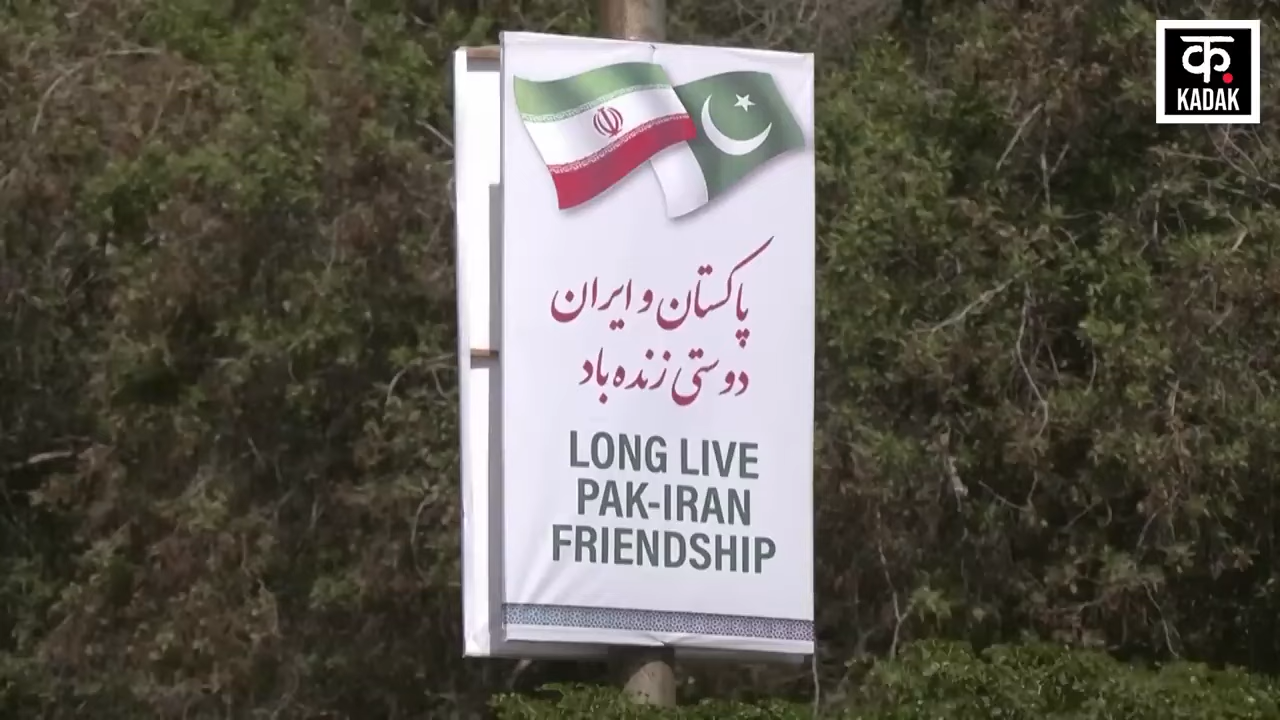 क.
KADAK
پاکستان و ایران
دوستی زنده باد
LONG LIVE
PAK-IRAN
FRIENDSHIP